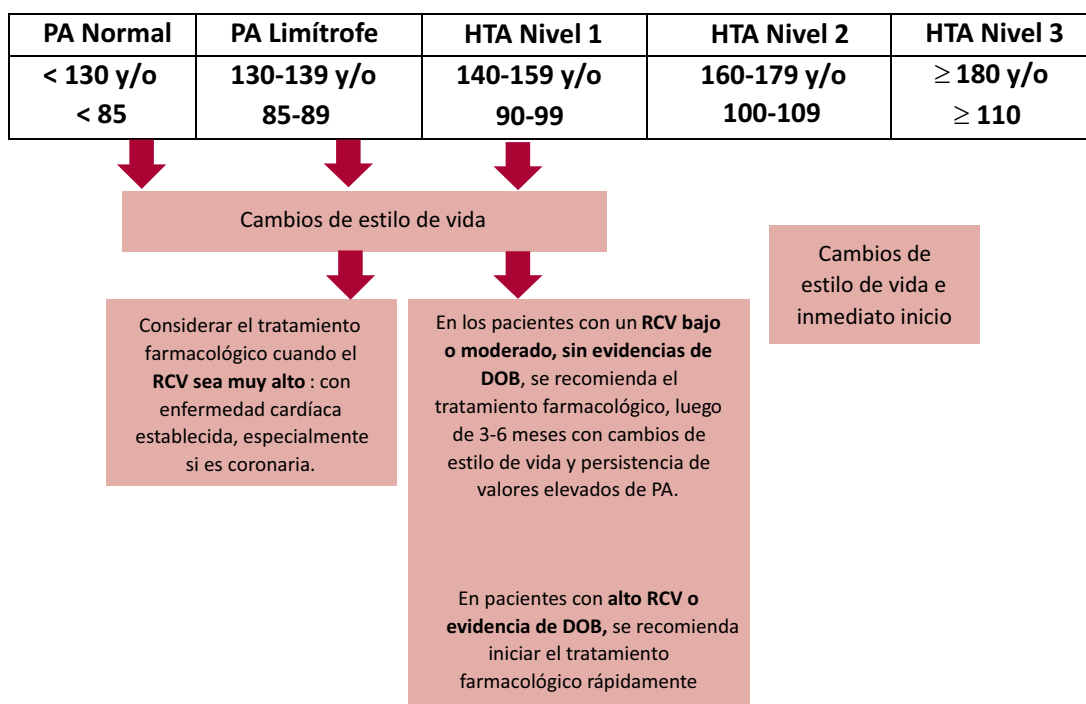 PA Normal PA Limítrofe HTA Nivel 1 HTA Nivel 2 HTA Nivel 3
< 130 y/o 130-139 y/o 140-159 y/o 160-179 y/o ≥ 180 y/o
< 85 85-89 90-99 100-109 ≥ 110
Cambios de estilo de vida
Cambios de
estilo de vida e
inmediato inicio
Considerar el tratamiento
farmacológico cuando el
RCV sea muy alto : con
enfermedad cardíaca
establecida, especialmente
si es coronaria.
En los pacientes con un RCV bajo
o moderado, sin evidencias de
DOB, se recomienda el
tratamiento farmacológico, luego
de 3-6 meses con cambios de
estilo de vida y persistencia de
valores elevados de PA.
En pacientes con alto RCV o
evidencia de DOB, se recomienda
iniciar el tratamiento
farmacológico rápidamente